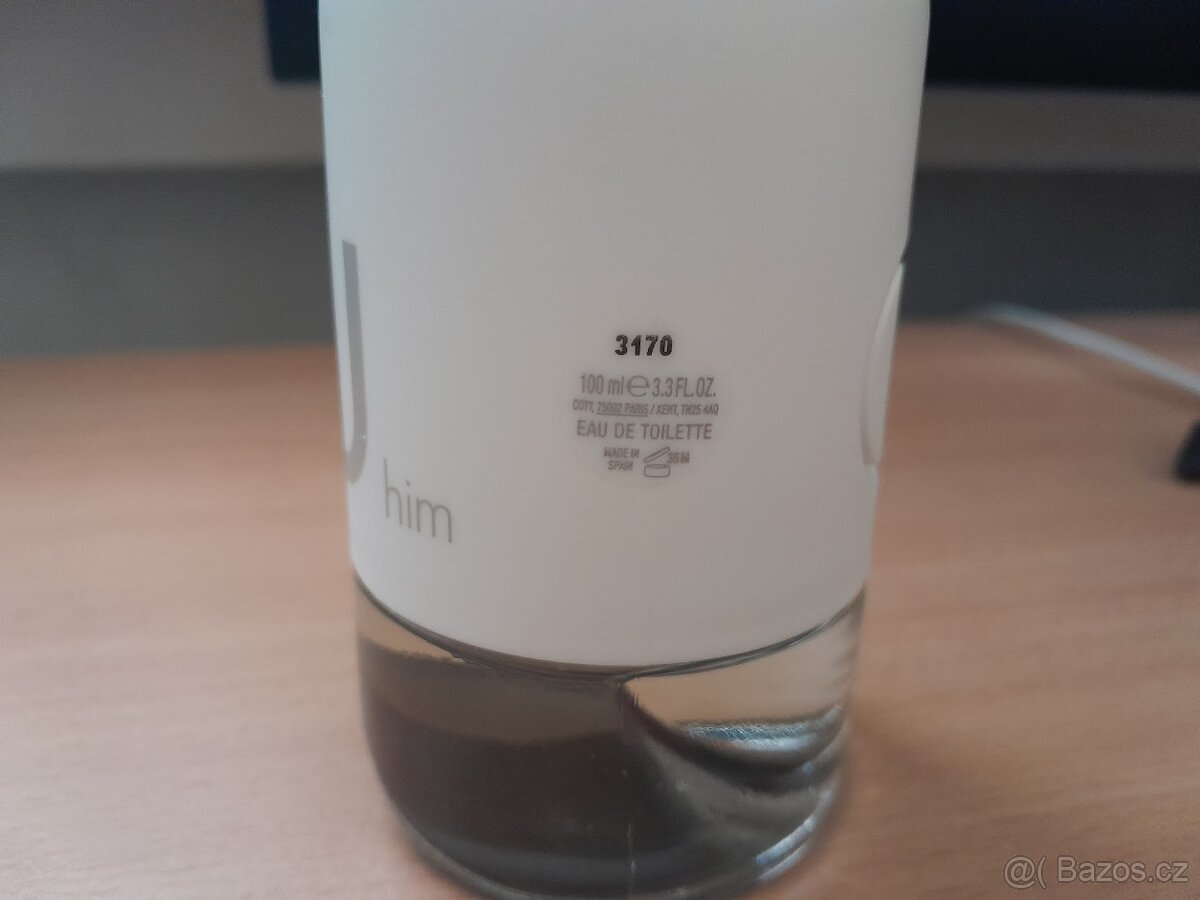 U
him
3170
100 ml e 3.3 FL.OZ.
COTY, 75002 PARIS / KENT, TN25 4AQ
EAU DE TOILETTE
MADE IN
SPAIN
36 M
@( Bazos.cz